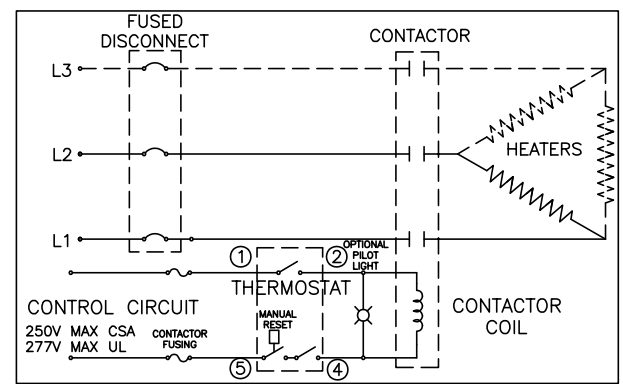 FUSED
DISCONNECT
CONTACTOR
L3
L2
HEATERS
L1
① ② OPTIONAL
PILOT
LIGHT
THERMOSTAT
CONTROL CIRCUIT
250V MAX CSA
277V MAX UL
CONTACTOR
FUSING
MANUAL
RESET
⑤ ④
CONTACTOR
COIL